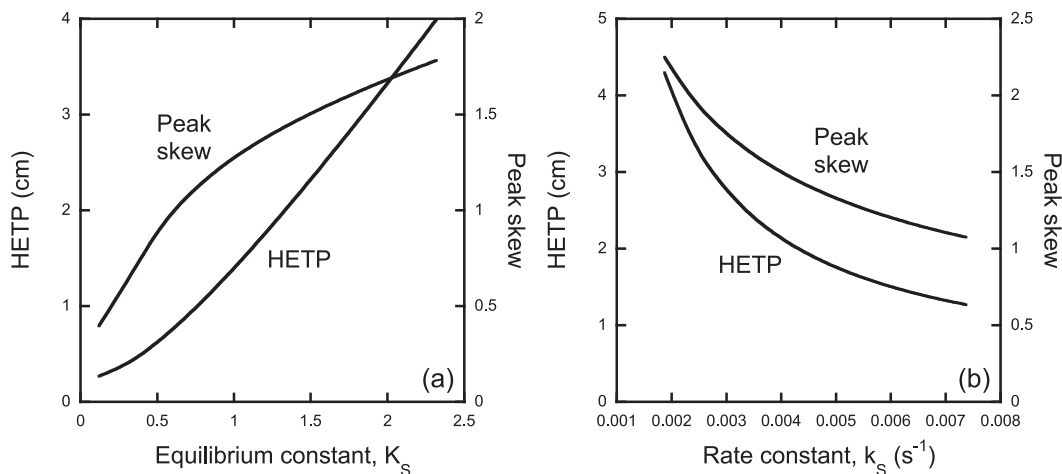 4
3
2
1
0
HETP (cm)
2
1.5
1
0.5
0
Peak skew
Peak
skew
HETP
(a)
0
0.5
1
1.5
2
2.5
Equilibrium constant, K_S
5
4
3
2
1
0
HETP (cm)
2.5
2
1.5
1
0.5
0
Peak skew
Peak
skew
HETP
(b)
0.001
0.002
0.003
0.004
0.005
0.006
0.007
0.008
Rate constant, k_S (s⁻¹)